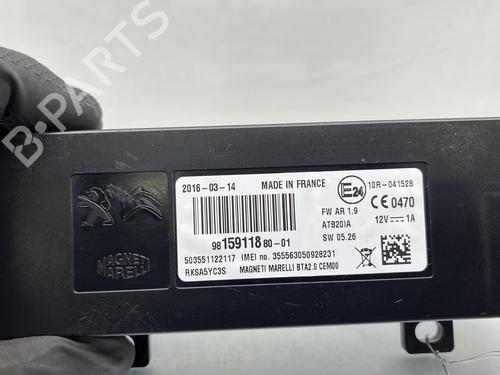 B-PARTS
2016-03-14
MADE IN FRANCE
E24
10R-041528
FW AR 1.9
CE 0470
ATB20IA
12V 1A
98 159118 80-01
SW 05.26
503551122117 IMEI no. 355563050928231
RKSA5YC3S MAGNETI MARELLI BTA2.0 CEM00
MAGNETI
MARELLI